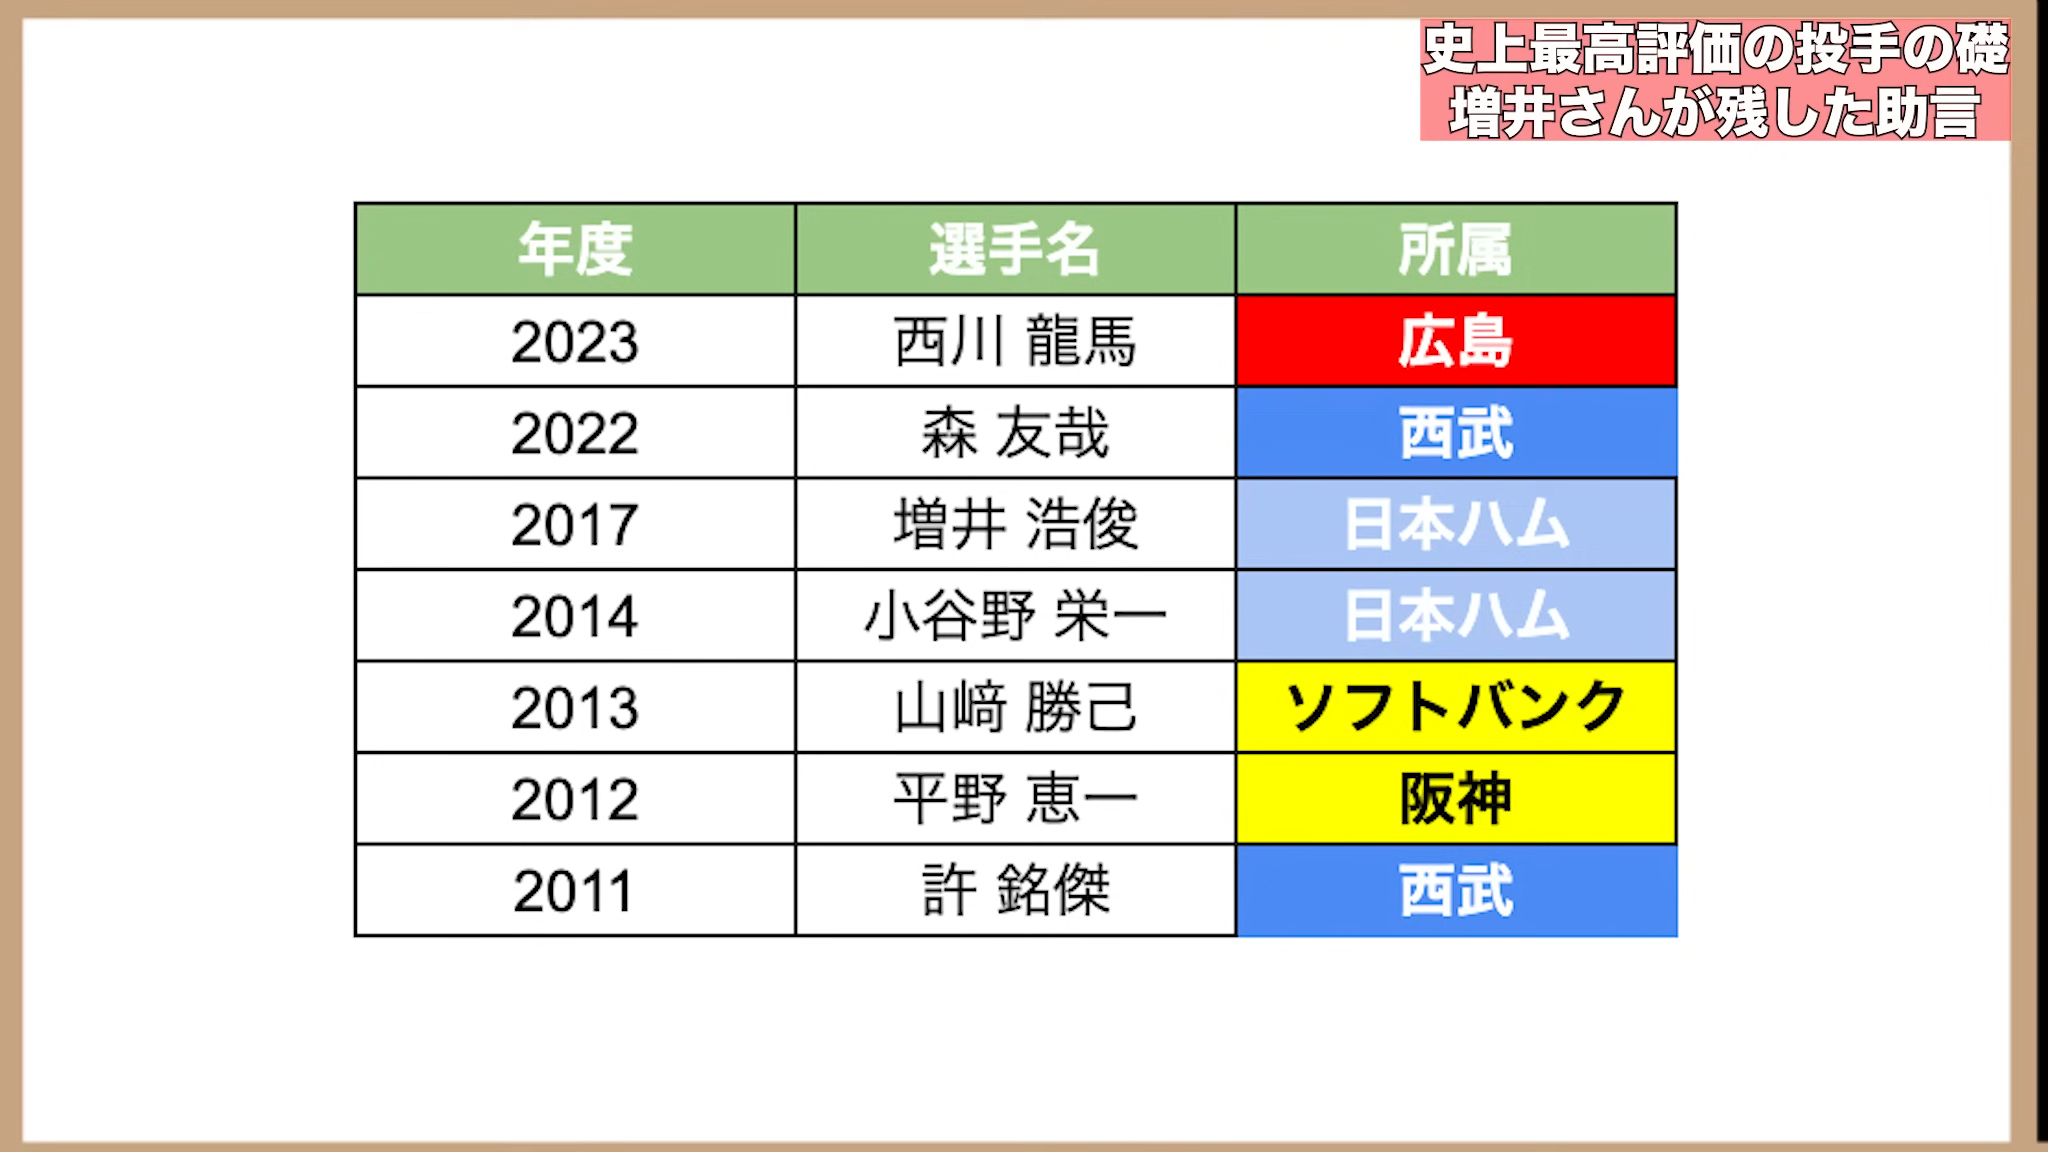 史上最高評価の投手の礎
増井さんが残した助言
年度 選手名 所属
2023 西川 龍馬 広島
2022 森 友哉 西武
2017 増井 浩俊 日本ハム
2014 小谷野 栄一 日本ハム
2013 山﨑 勝己 ソフトバンク
2012 平野 恵一 阪神
2011 許 銘傑 西武